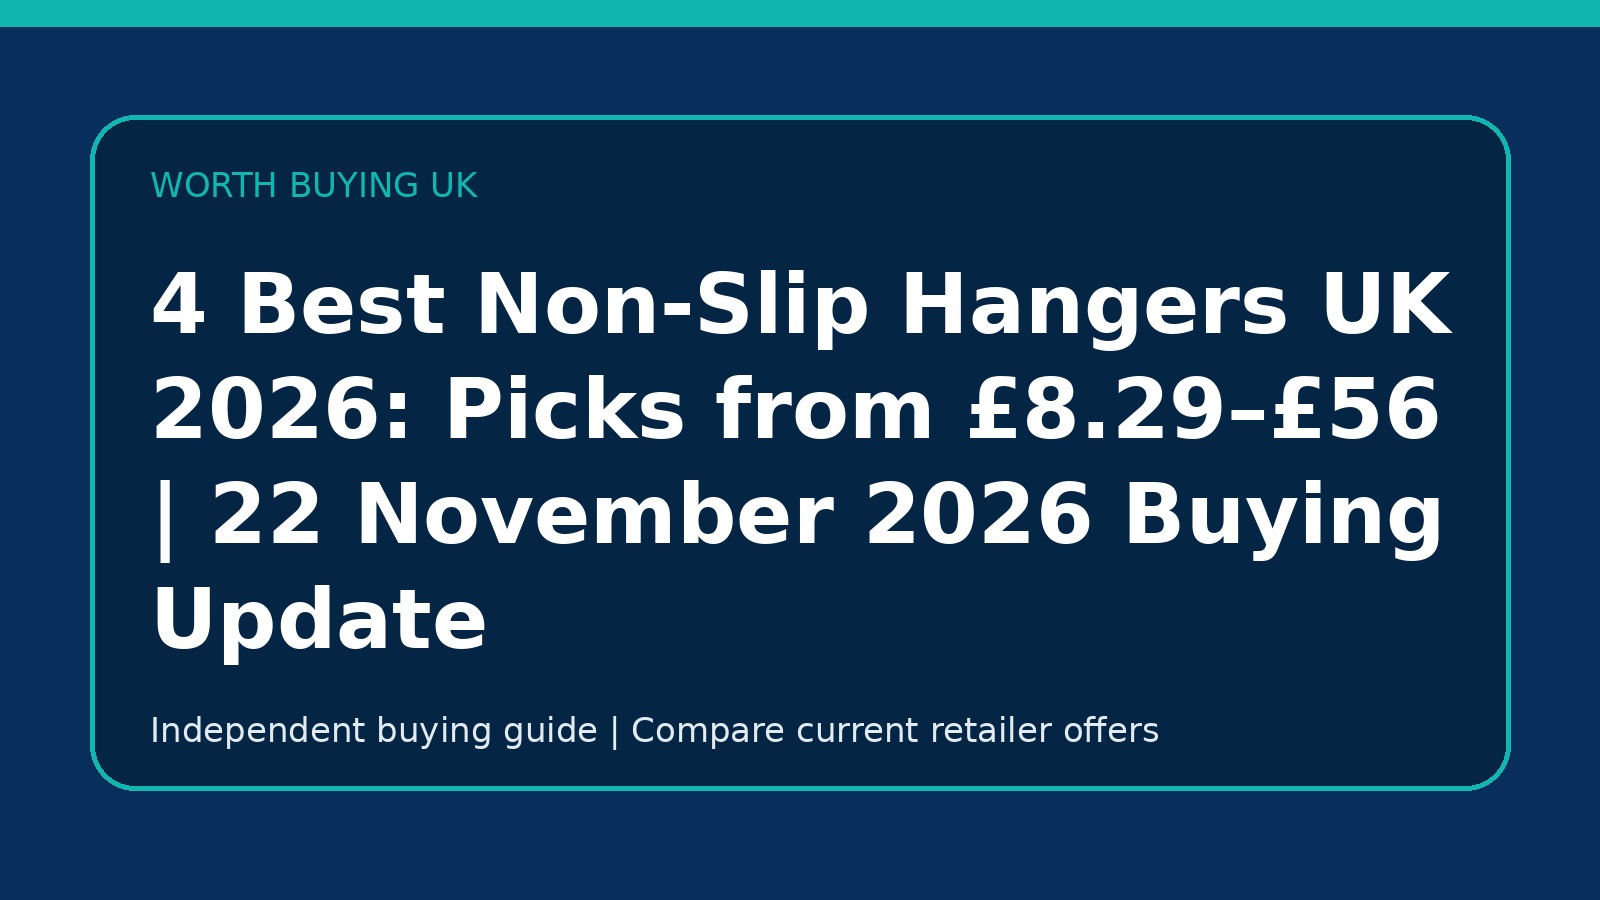 WORTH BUYING UK
4 Best Non-Slip Hangers UK
2026: Picks from £8.29–£56
| 22 November 2026 Buying
Update
Independent buying guide | Compare current retailer offers